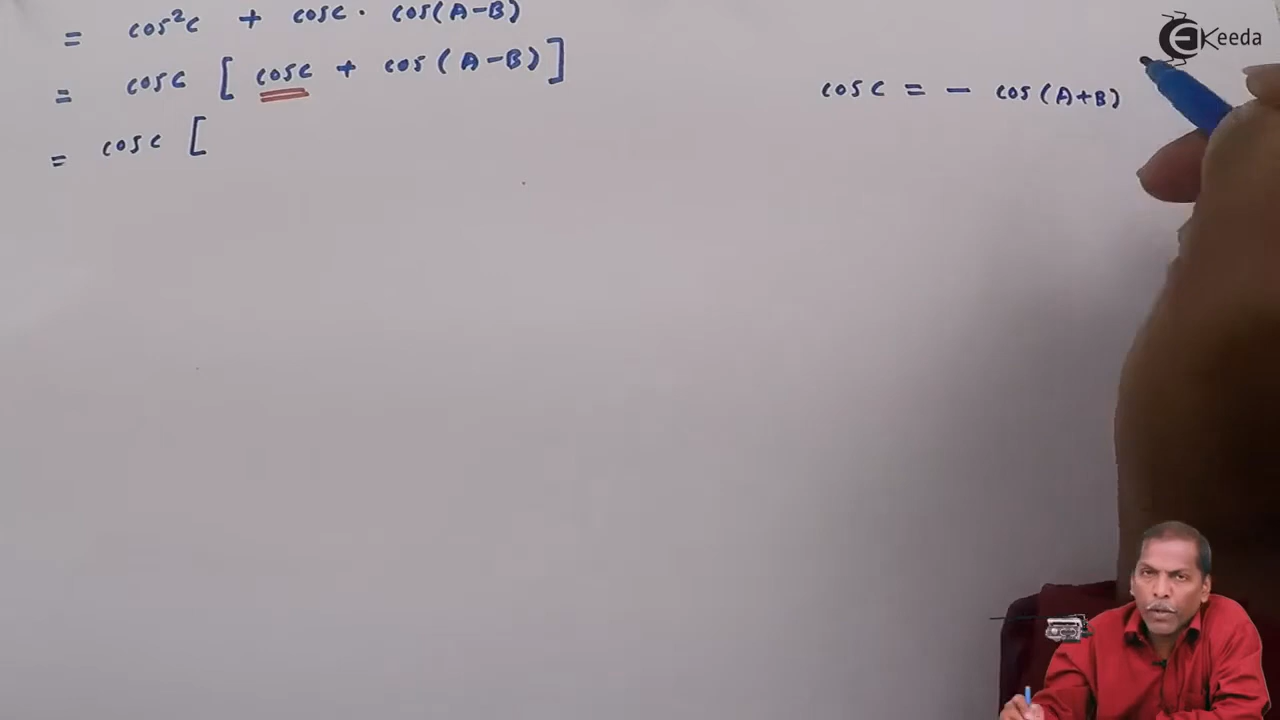 = cos²C + cosC · cos(A-B)
= cosC [ cosC + cos(A-B) ]
= cosC [
cosC = - cos(A+B)
EKeeda